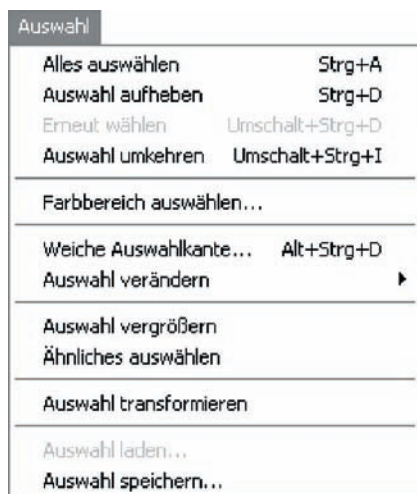 Auswahl
Alles auswählen Strg+A
Auswahl aufheben Strg+D
Erneut wählen Umschalt+Strg+D
Auswahl umkehren Umschalt+Strg+I
Farbbereich auswählen...
Weiche Auswahlkante... Alt+Strg+D
Auswahl verändern
Auswahl vergrößern
Ähnliches auswählen
Auswahl transformieren
Auswahl laden...
Auswahl speichern...